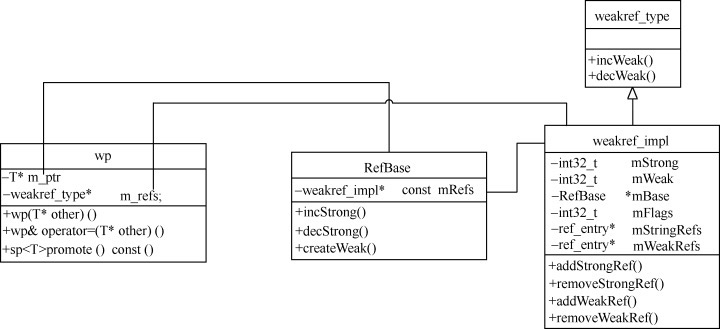 weakref_type
+incWeak()
+decWeak()
wp
−T* m_ptr
−weakref_type* m_refs;
+wp(T* other) ()
+wp& operator=(T* other) ()
+sp<T>promote () const ()
RefBase
−weakref_impl* const mRefs
+incStrong()
+decStrong()
+createWeak()
weakref_impl
−int32_t mStrong
−int32_t mWeak
−RefBase *mBase
−int32_t mFlags
−ref_entry* mStringRefs
−ref_entry* mWeakRefs
+addStrongRef()
+removeStrongRef()
+addWeakRef()
+removeWeakRef()